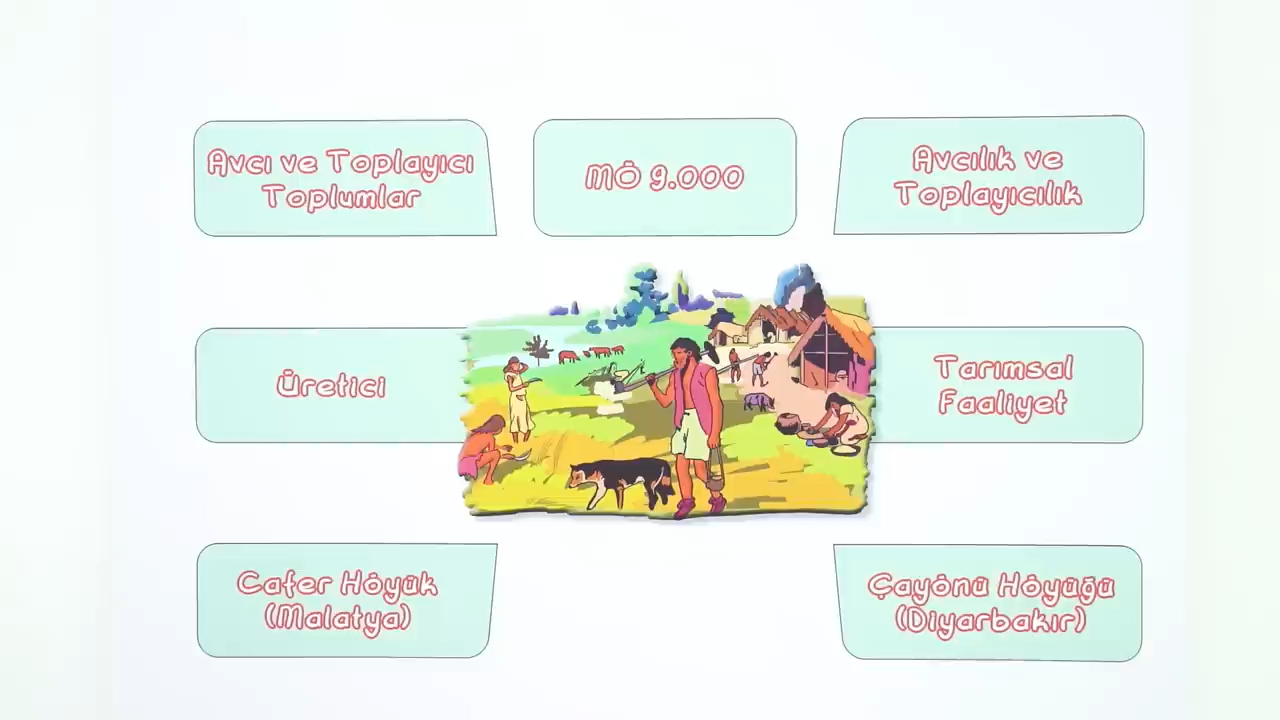 Avcı ve Toplayıcı
Toplumlar
MÖ 9.000
Avcılık ve
Toplayıcılık
Üretici
Tarımsal
Faaliyet
Cafer Höyük
(Malatya)
Çayönü Höyüğü
(Diyarbakır)